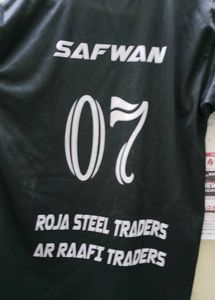 SAFWAN
07
ROJA STEEL TRADERS
AR RAAFI TRADERS